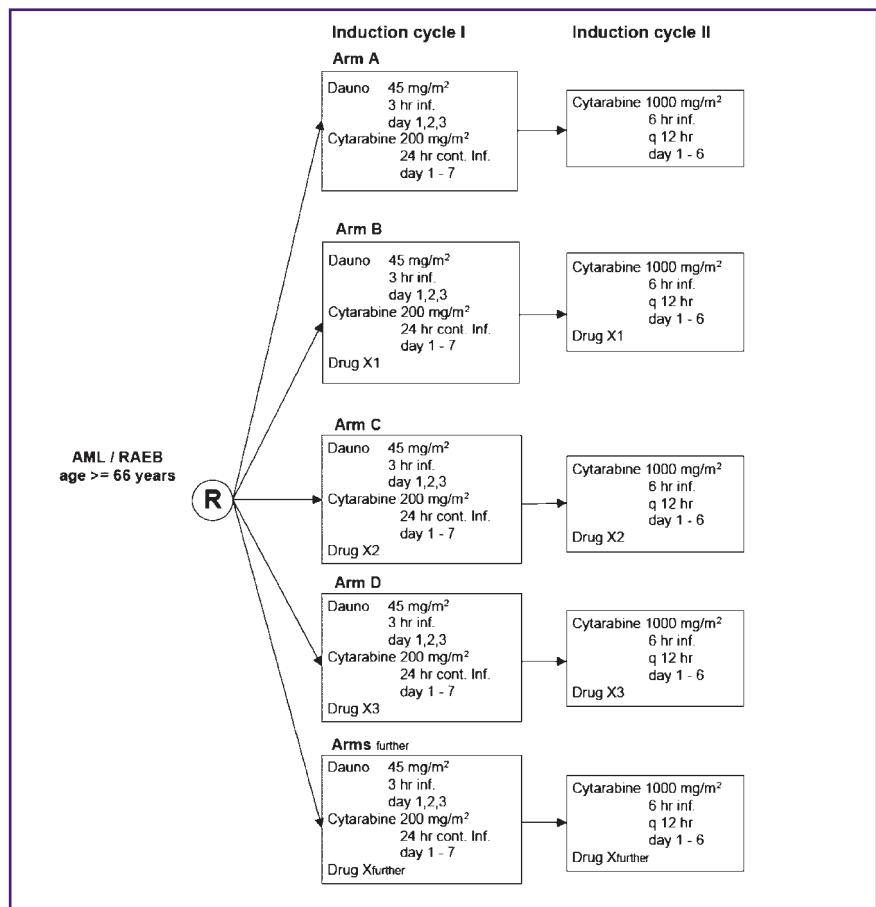 Induction cycle I
Induction cycle II
Arm A
Dauno 45 mg/m²
3 hr inf.
day 1,2,3
Cytarabine 200 mg/m²
24 hr cont. Inf.
day 1 - 7
Cytarabine 1000 mg/m²
6 hr inf.
q 12 hr
day 1 - 6
Arm B
Dauno 45 mg/m²
3 hr inf.
day 1,2,3
Cytarabine 200 mg/m²
24 hr cont. Inf.
day 1 - 7
Drug X1
Cytarabine 1000 mg/m²
6 hr inf.
q 12 hr
day 1 - 6
Drug X1
AML / RAEB
age >= 66 years
R
Arm C
Dauno 45 mg/m²
3 hr inf.
day 1,2,3
Cytarabine 200 mg/m²
24 hr cont. Inf.
day 1 - 7
Drug X2
Cytarabine 1000 mg/m²
6 hr inf.
q 12 hr
day 1 - 6
Drug X2
Arm D
Dauno 45 mg/m²
3 hr inf.
day 1,2,3
Cytarabine 200 mg/m²
24 hr cont. Inf.
day 1 - 7
Drug X3
Cytarabine 1000 mg/m²
6 hr inf.
q 12 hr
day 1 - 6
Drug X3
Arms further
Dauno 45 mg/m²
3 hr inf.
day 1,2,3
Cytarabine 200 mg/m²
24 hr cont. Inf.
day 1 - 7
Drug Xfurther
Cytarabine 1000 mg/m²
6 hr inf.
q 12 hr
day 1 - 6
Drug Xfurther